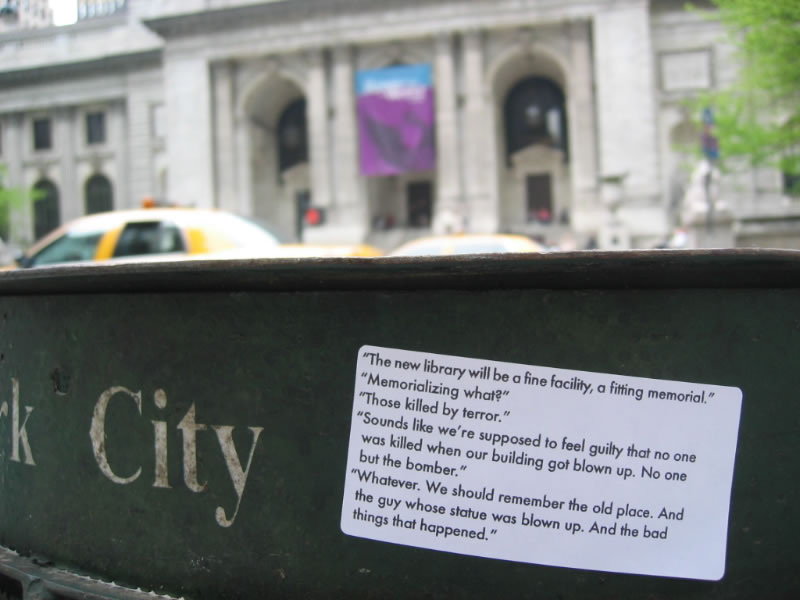 rk City
“The new library will be a fine facility, a fitting memorial.”
“Memorializing what?”
“Those killed by terror.”
“Sounds like we’re supposed to feel guilty that no one
was killed when our building got blown up. No one
but the bomber.”
“Whatever. We should remember the old place. And
the guy whose statue was blown up. And the bad
things that happened.”